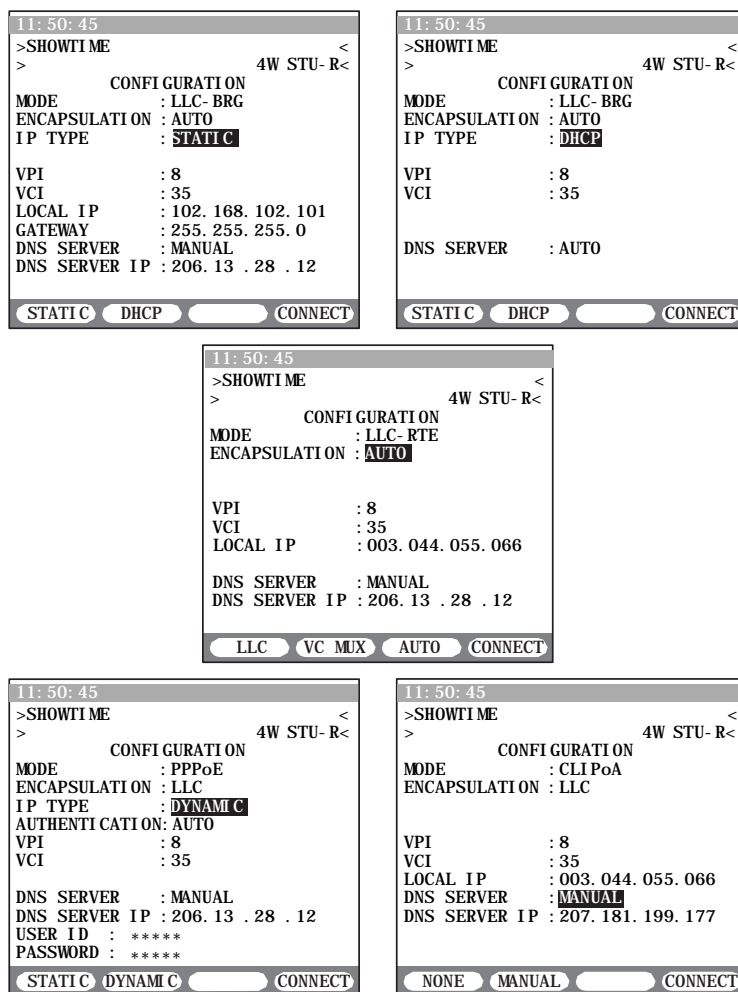 11:50:45
>SHOWTIME <
> 4W STU-R<
CONFIGURATION
MODE : LLC-BRG
ENCAPSULATION : AUTO
IP TYPE : STATIC
VPI : 8
VCI : 35
LOCAL IP : 102.168.102.101
GATEWAY : 255.255.255.0
DNS SERVER : MANUAL
DNS SERVER IP : 206.13 .28 .12
STATIC DHCP CONNECT
11:50:45
>SHOWTIME <
> 4W STU-R<
CONFIGURATION
MODE : LLC-BRG
ENCAPSULATION : AUTO
IP TYPE : DHCP
VPI : 8
VCI : 35
DNS SERVER : AUTO
STATIC DHCP CONNECT
11:50:45
>SHOWTIME <
> 4W STU-R<
CONFIGURATION
MODE : LLC-RTE
ENCAPSULATION : AUTO
VPI : 8
VCI : 35
LOCAL IP : 003.044.055.066
DNS SERVER : MANUAL
DNS SERVER IP : 206.13 .28 .12
LLC VC MUX AUTO CONNECT
11:50:45
>SHOWTIME <
> 4W STU-R<
CONFIGURATION
MODE : PPPoE
ENCAPSULATION : LLC
IP TYPE : DYNAMIC
AUTHENTICATION: AUTO
VPI : 8
VCI : 35
DNS SERVER : MANUAL
DNS SERVER IP : 206.13 .28 .12
USER ID : *****
PASSWORD : *****
STATIC DYNAMIC CONNECT
11:50:45
>SHOWTIME <
> 4W STU-R<
CONFIGURATION
MODE : CLIPoA
ENCAPSULATION : LLC
VPI : 8
VCI : 35
LOCAL IP : 003.044.055.066
DNS SERVER : MANUAL
DNS SERVER IP : 207.181.199.177
NONE MANUAL CONNECT